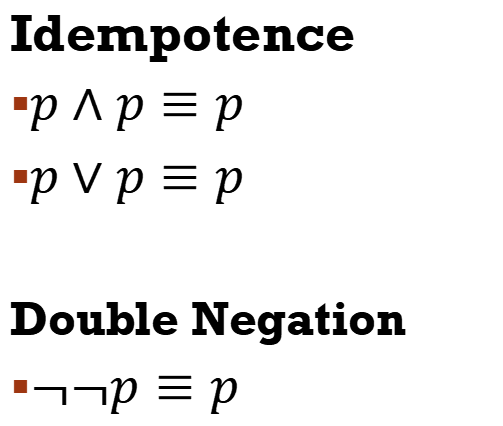 Idempotence
▪p ∧ p ≡ p
▪p ∨ p ≡ p
Double Negation
▪¬¬p ≡ p